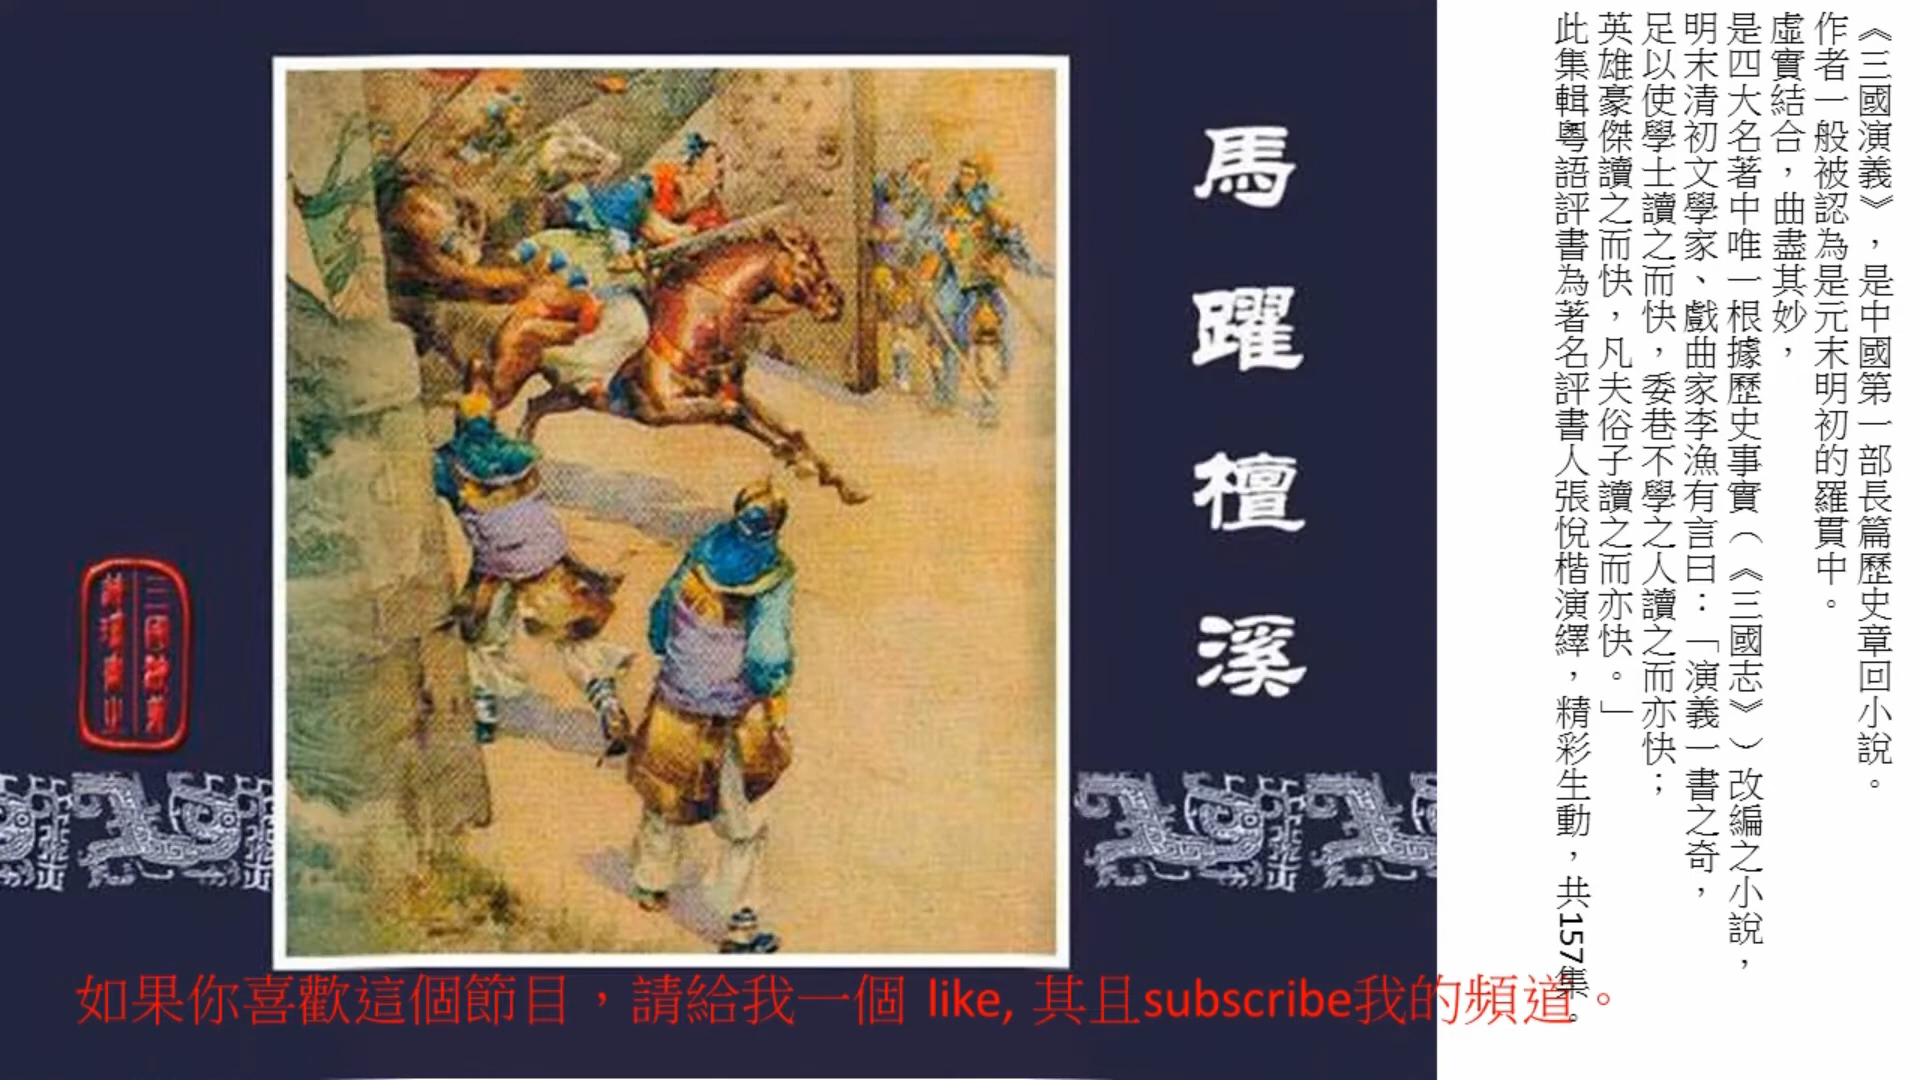 《三國演義》，是中國第一部長篇歷史章回小說。
作者一般被認為是元末明初的羅貫中。
虛實結合，曲盡其妙，
是四大名著中唯一根據歷史事實（《三國志》）改編之小說，
明末清初文學家、戲曲家李漁有言曰：「演義一書之奇，
足以使學士讀之而快，委巷不學之人讀之而亦快；
英雄豪傑讀之而快，凡夫俗子讀之而亦快。」
此集輯粵語評書為著名評書人張悅楷演繹，精彩生動，共157集。
馬躍檀溪
如果你喜歡這個節目，請給我一個 like, 其且subscribe我的頻道。